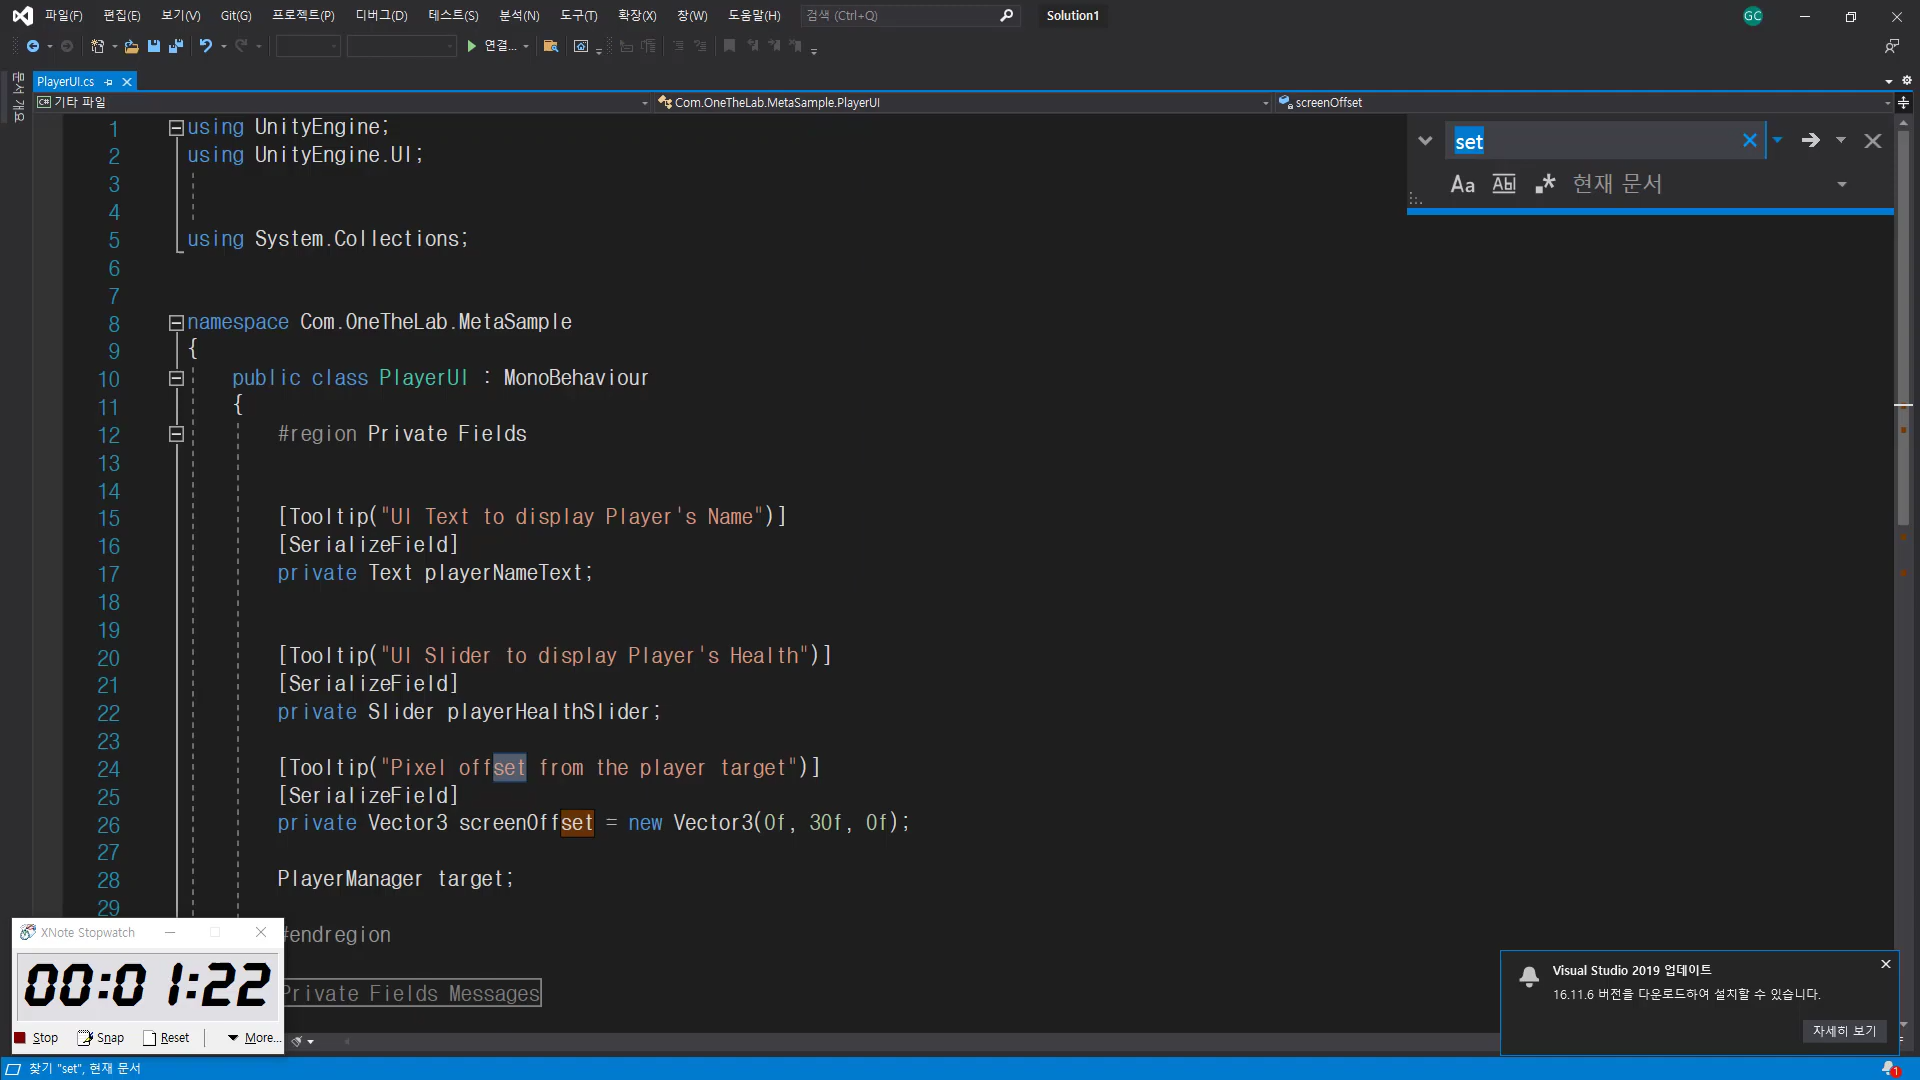 파일(F) 편집(E) 보기(V) Git(G) 프로젝트(P) 디버그(D) 테스트(S) 분석(N) 도구(T) 확장(X) 창(W) 도움말(H) 검색 (Ctrl+Q) Solution1 GC
연결...
문서 개요
PlayerUI.cs
기타 파일 Com.OneTheLab.MetaSample.PlayerUI screenOffset
set
Aa Abl 현재 문서
1 using UnityEngine;
2 using UnityEngine.UI;
3
4
5 using System.Collections;
6
7
8 namespace Com.OneTheLab.MetaSample
9 {
10 public class PlayerUI : MonoBehaviour
11 {
12 #region Private Fields
13
14
15 [Tooltip("UI Text to display Player's Name")]
16 [SerializeField]
17 private Text playerNameText;
18
19
20 [Tooltip("UI Slider to display Player's Health")]
21 [SerializeField]
22 private Slider playerHealthSlider;
23
24 [Tooltip("Pixel offset from the player target")]
25 [SerializeField]
26 private Vector3 screenOffset = new Vector3(0f, 30f, 0f);
27
28 PlayerManager target;
29
#endregion
Private Fields Messages
XNote Stopwatch
00:01:22
Stop Snap Reset More...
Visual Studio 2019 업데이트
16.11.6 버전을 다운로드하여 설치할 수 있습니다.
자세히 보기
찾기 "set", 현재 문서
1